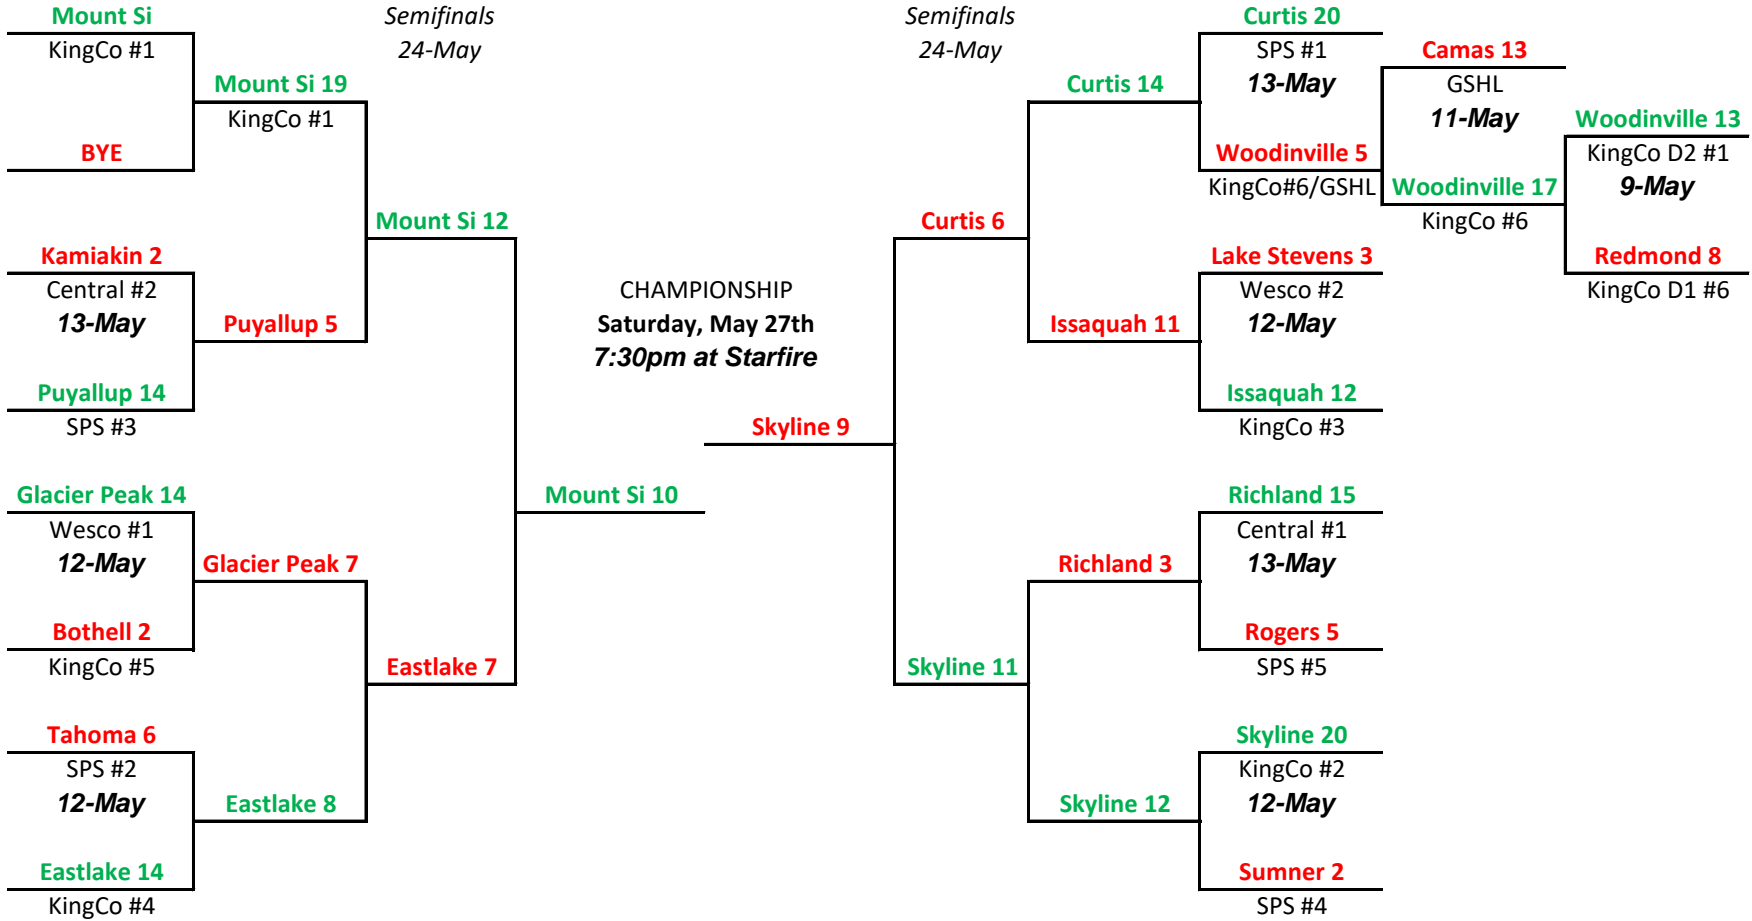 Mount Si
KingCo #1
BYE
Kamiakin 2
Central #2
13-May
Puyallup 14
SPS #3
Glacier Peak 14
Wesco #1
12-May
Bothell 2
KingCo #5
Tahoma 6
SPS #2
12-May
Eastlake 14
KingCo #4
Mount Si 19
KingCo #1
Puyallup 5
Glacier Peak 7
Eastlake 8
Semifinals
24-May
Mount Si 12
Eastlake 7
Mount Si 10
CHAMPIONSHIP
Saturday, May 27th
7:30pm at Starfire
Skyline 9
Semifinals
24-May
Curtis 6
Skyline 11
Curtis 14
Issaquah 11
Richland 3
Skyline 12
Curtis 20
SPS #1
13-May
Woodinville 5
KingCo#6/GSHL
Lake Stevens 3
Wesco #2
12-May
Issaquah 12
KingCo #3
Richland 15
Central #1
13-May
Rogers 5
SPS #5
Skyline 20
KingCo #2
12-May
Sumner 2
SPS #4
Camas 13
GSHL
11-May
Woodinville 17
KingCo #6
Woodinville 13
KingCo D2 #1
9-May
Redmond 8
KingCo D1 #6